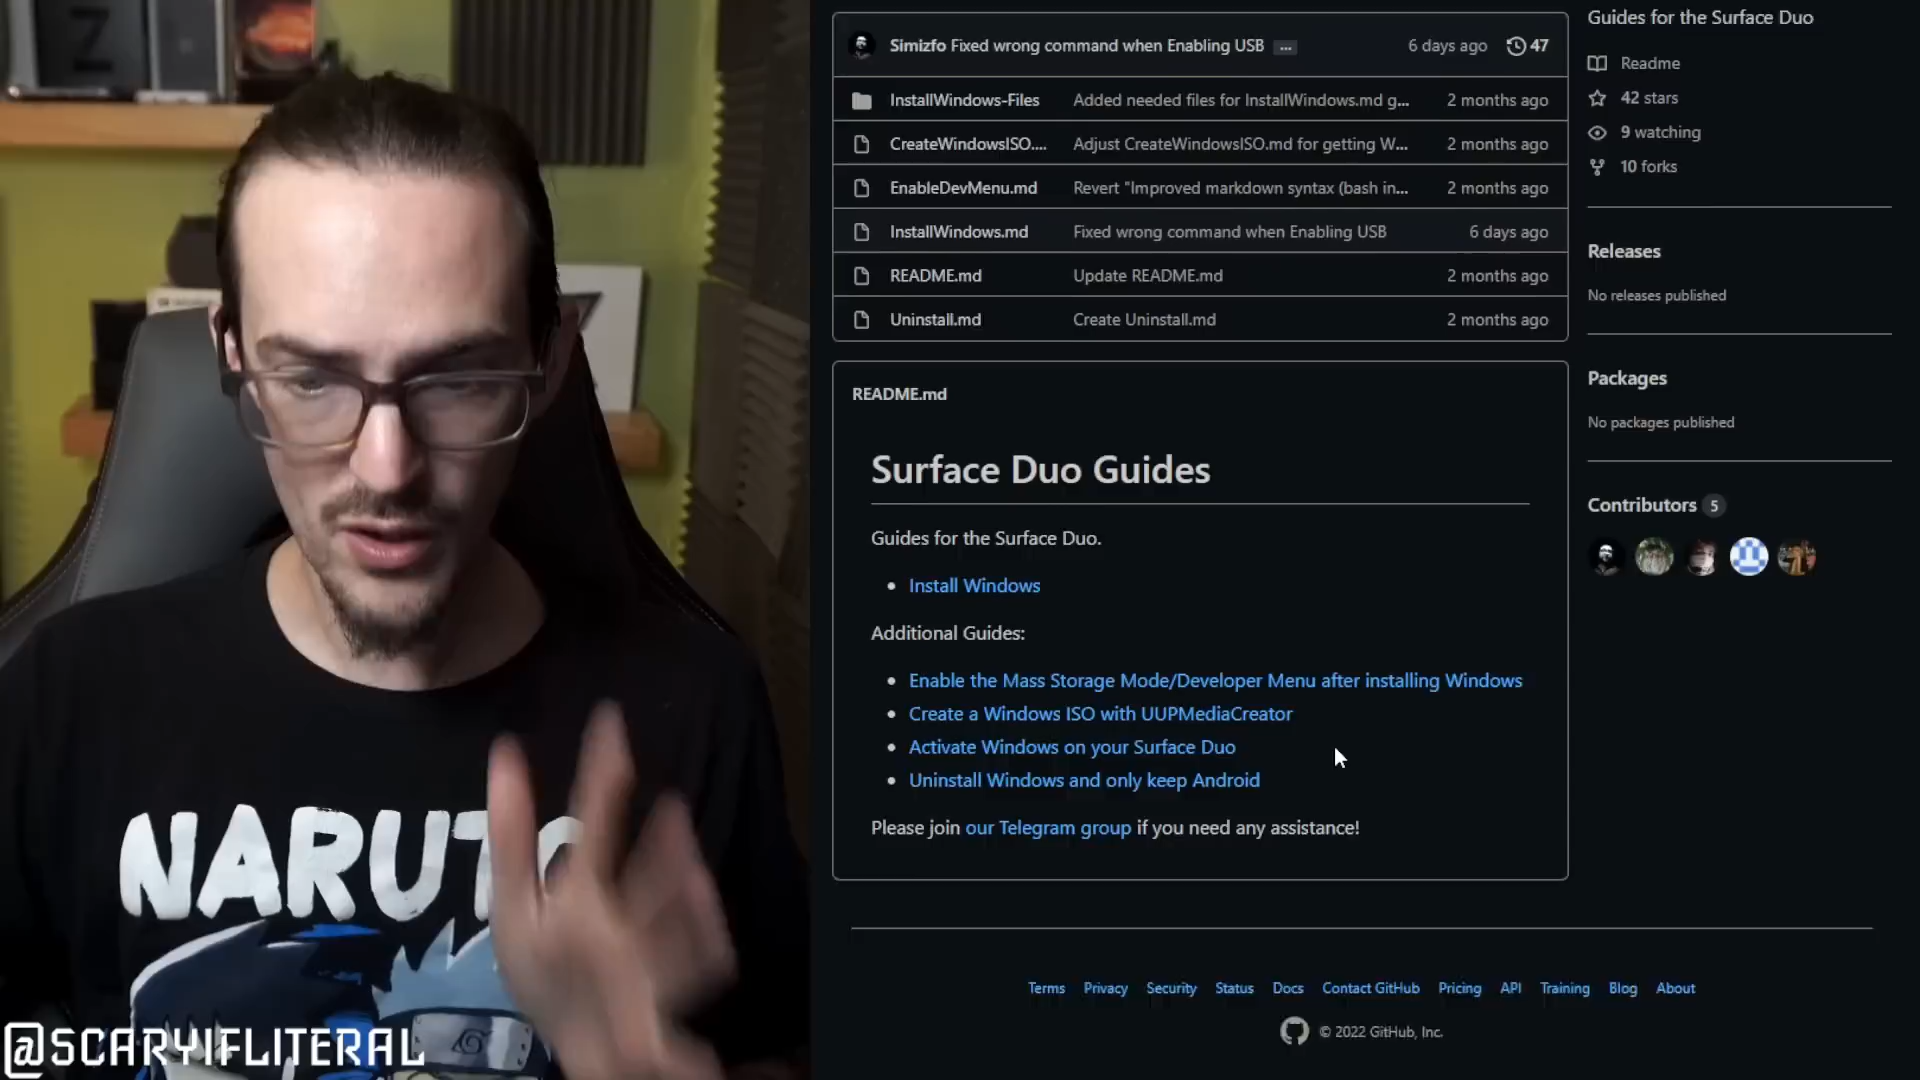 Simizfo Fixed wrong command when Enabling USB ... 6 days ago 47
InstallWindows-Files Added needed files for InstallWindows.md g... 2 months ago
CreateWindowsISO.... Adjust CreateWindowsISO.md for getting W... 2 months ago
EnableDevMenu.md Revert "Improved markdown syntax (bash in... 2 months ago
InstallWindows.md Fixed wrong command when Enabling USB 6 days ago
README.md Update README.md 2 months ago
Uninstall.md Create Uninstall.md 2 months ago
README.md
Surface Duo Guides
Guides for the Surface Duo.
Install Windows
Additional Guides:
Enable the Mass Storage Mode/Developer Menu after installing Windows
Create a Windows ISO with UUPMediaCreator
Activate Windows on your Surface Duo
Uninstall Windows and only keep Android
Please join our Telegram group if you need any assistance!
Guides for the Surface Duo
Readme
42 stars
9 watching
10 forks
Releases
No releases published
Packages
No packages published
Contributors 5
Terms Privacy Security Status Docs Contact GitHub Pricing API Training Blog About
© 2022 GitHub, Inc.
NARUTO
@SCARYIFLITERAL